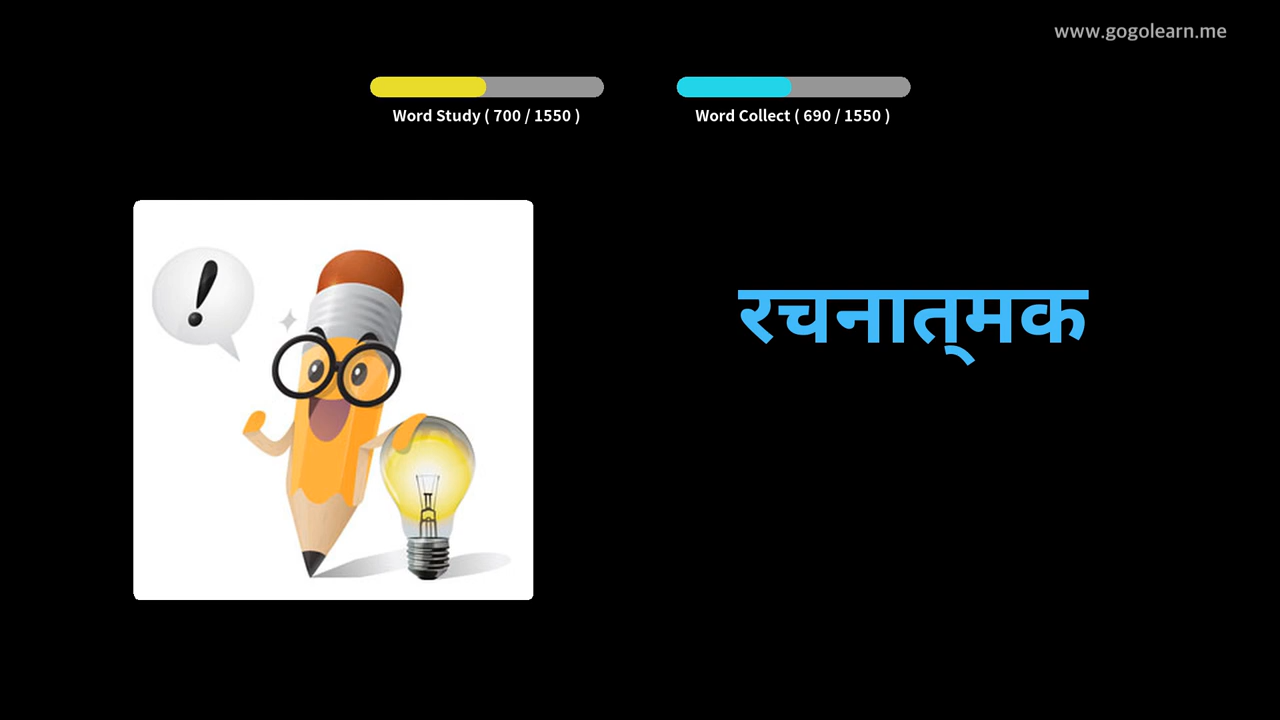 www.gogolearn.me
Word Study ( 700 / 1550 )
Word Collect ( 690 / 1550 )
!
रचनात्‌मक